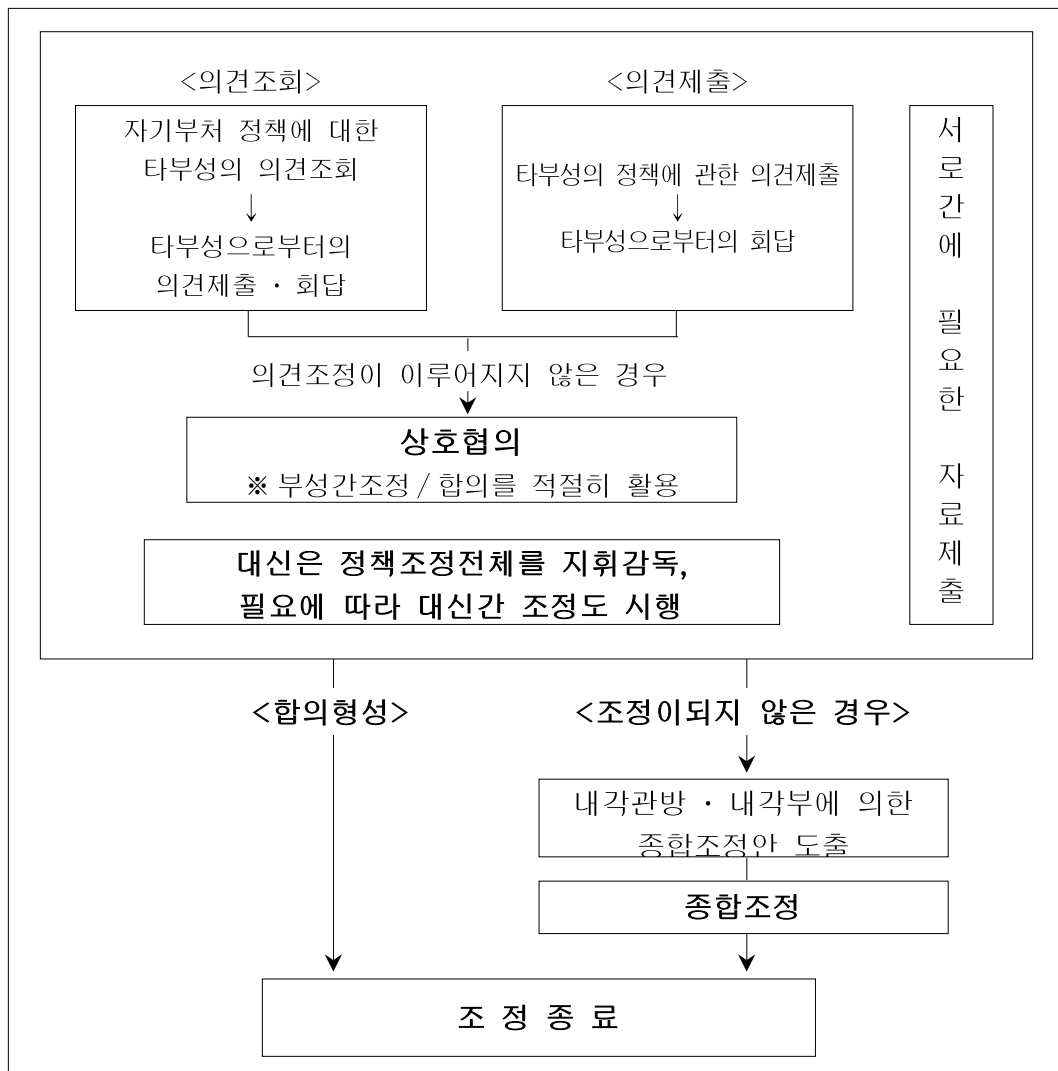 <의견조회>
자기부처 정책에 대한
타부성의 의견조회
↓
타부성으로부터의
의견제출 · 회답
<의견제출>
타부성의 정책에 관한 의견제출
↓
타부성으로부터의 회답
서로간에 필요한 자료제출
의견조정이 이루어지지 않은 경우
상호협의
※ 부성간조정 / 합의를 적절히 활용
대신은 정책조정전체를 지휘감독,
필요에 따라 대신간 조정도 시행
<합의형성>
<조정이되지 않은 경우>
내각관방 · 내각부에 의한
종합조정안 도출
종합조정
조 정 종 료